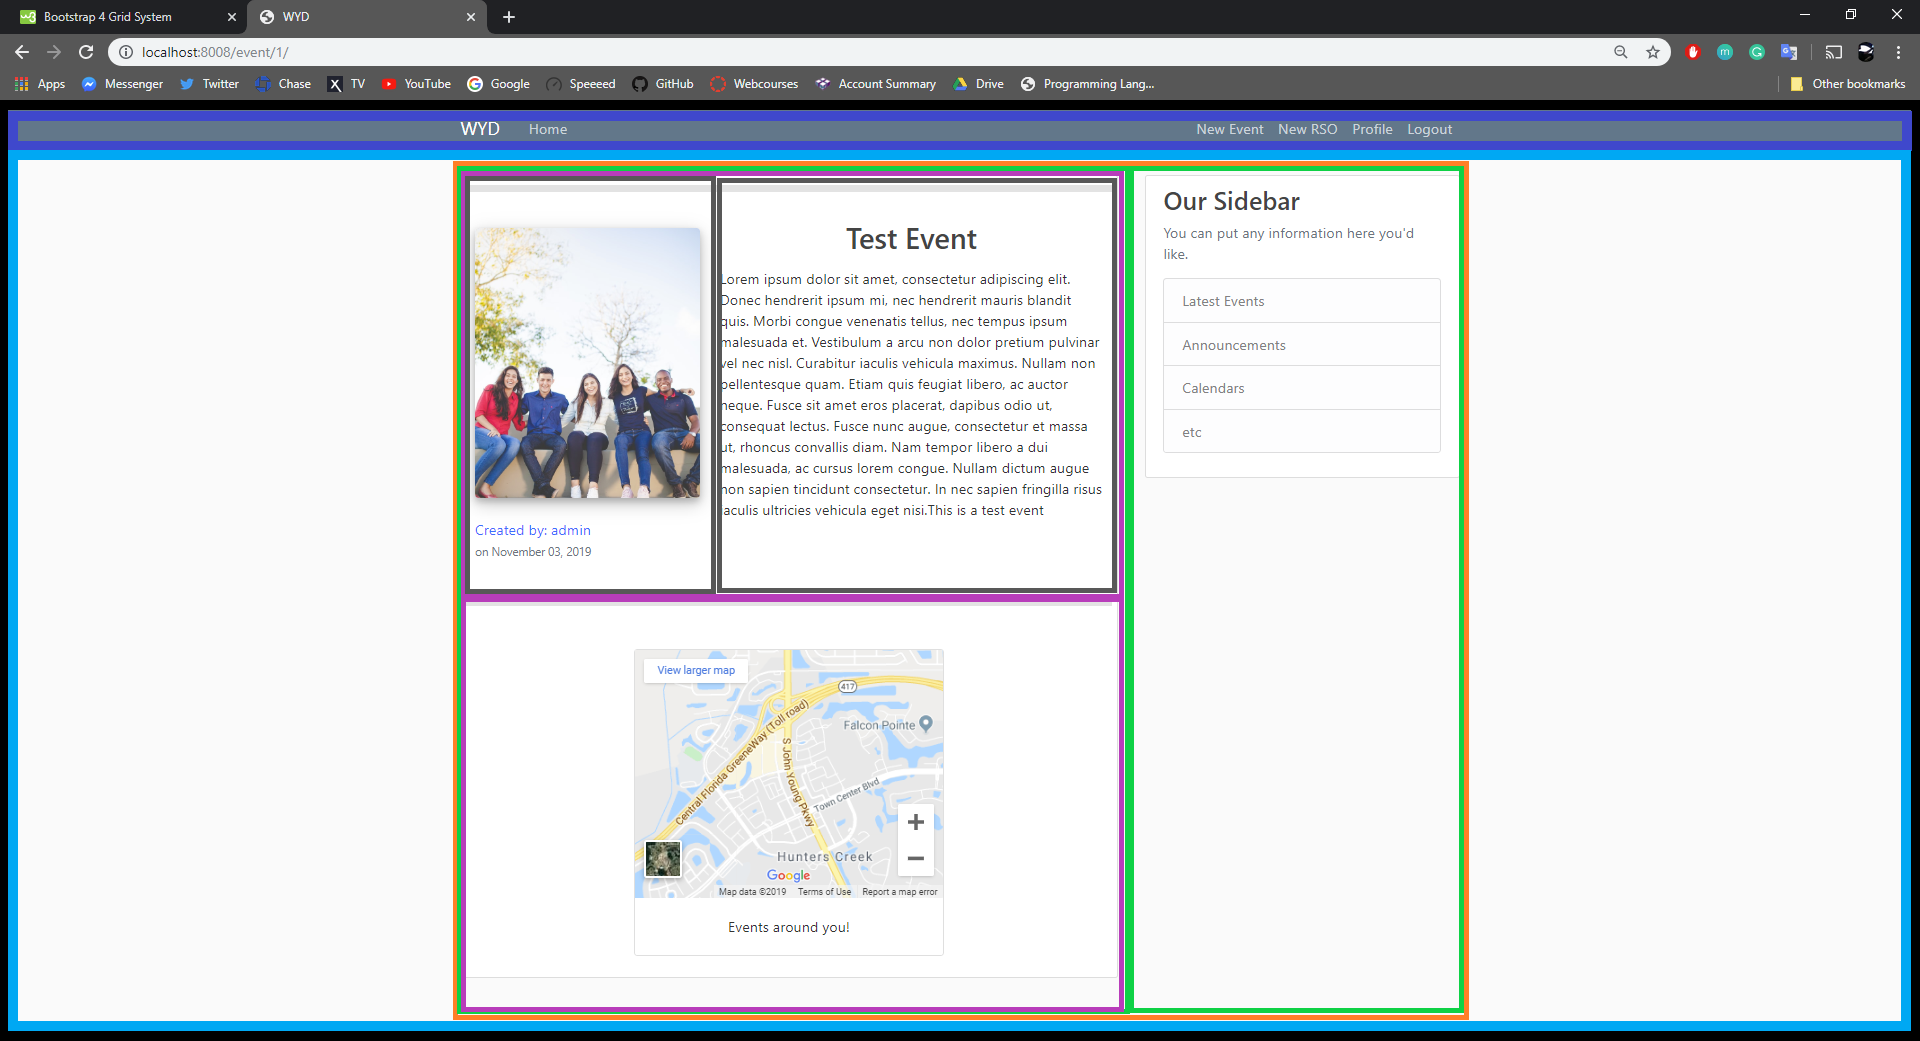 Bootstrap 4 Grid System
WYD
localhost:8008/event/1/
Apps Messenger Twitter Chase TV YouTube Google Speeeed GitHub Webcourses Account Summary Drive Programming Lang... Other bookmarks
WYD Home New Event New RSO Profile Logout
Test Event
Lorem ipsum dolor sit amet, consectetur adipiscing elit.
Donec hendrerit ipsum mi, nec hendrerit mauris blandit
quis. Morbi congue venenatis tellus, nec tempus ipsum
malesuada et. Vestibulum a arcu non dolor pretium pulvinar
vel nec nisl. Curabitur iaculis vehicula maximus. Nullam non
pellentesque quam. Etiam quis feugiat libero, ac auctor
neque. Fusce sit amet eros placerat, dapibus odio ut,
consequat lectus. Fusce nunc augue, consectetur et massa
ut, rhoncus convallis diam. Nam tempor libero a dui
malesuada, ac cursus lorem congue. Nullam dictum augue
non sapien tincidunt consectetur. In nec sapien fringilla risus
iaculis ultricies vehicula eget nisi.This is a test event
Created by: admin
on November 03, 2019
Our Sidebar
You can put any information here you'd
like.
Latest Events
Announcements
Calendars
etc
View larger map
417
Falcon Pointe
Central Florida GreeneWay (Toll road)
S John Young Pkwy
Town Center Blvd
Hunters Creek
Google
Map data ©2019 Terms of Use Report a map error
Events around you!